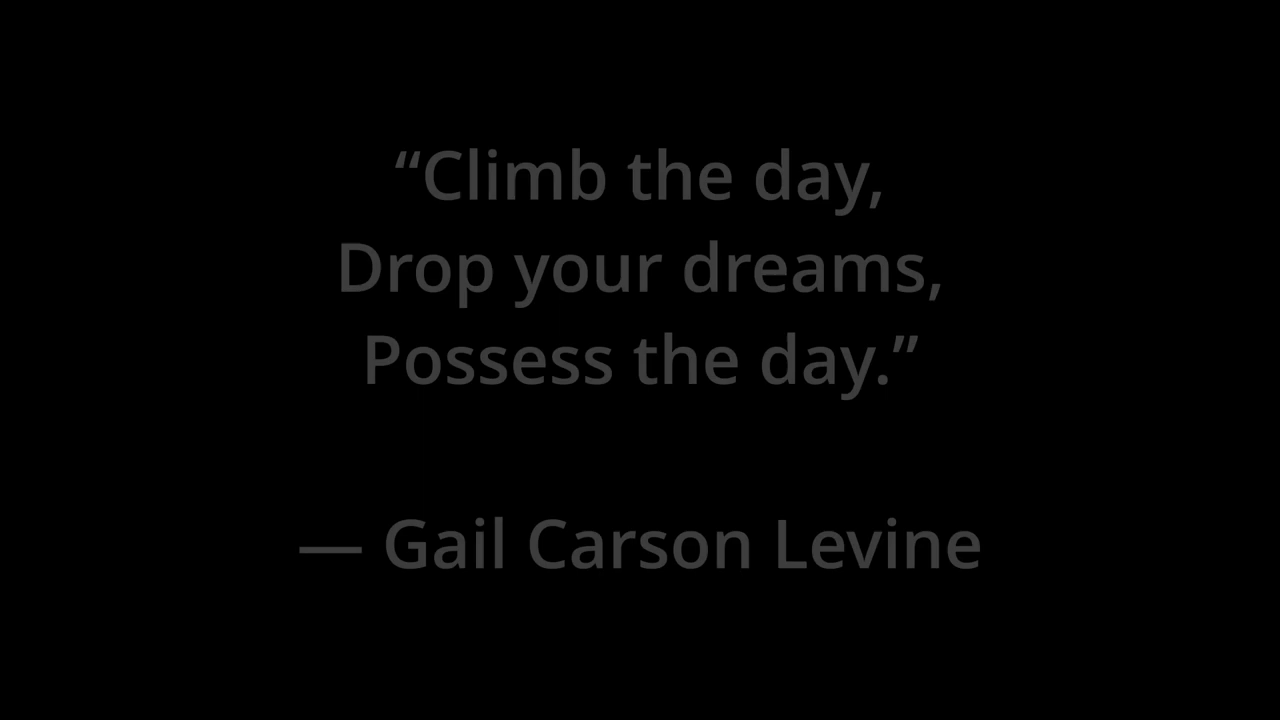 “Climb the day,
Drop your dreams,
Possess the day.”
— Gail Carson Levine